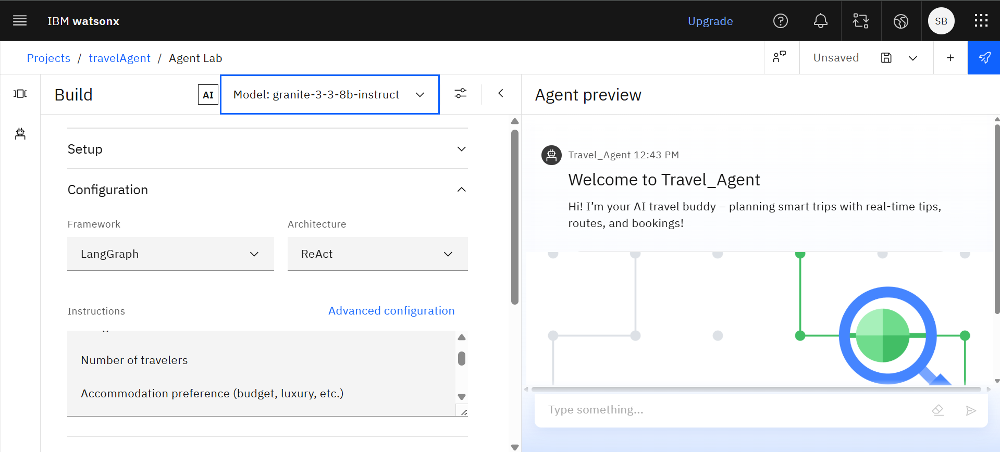 IBM watsonx
Upgrade
SB
Projects / travelAgent / Agent Lab
Unsaved
Build
AI
Model: granite-3-3-8b-instruct
Agent preview
Setup
Configuration
Framework
Architecture
LangGraph
ReAct
Instructions
Advanced configuration
Number of travelers
Accommodation preference (budget, luxury, etc.)
Travel_Agent 12:43 PM
Welcome to Travel_Agent
Hi! I’m your AI travel buddy – planning smart trips with real-time tips,
routes, and bookings!
Type something...